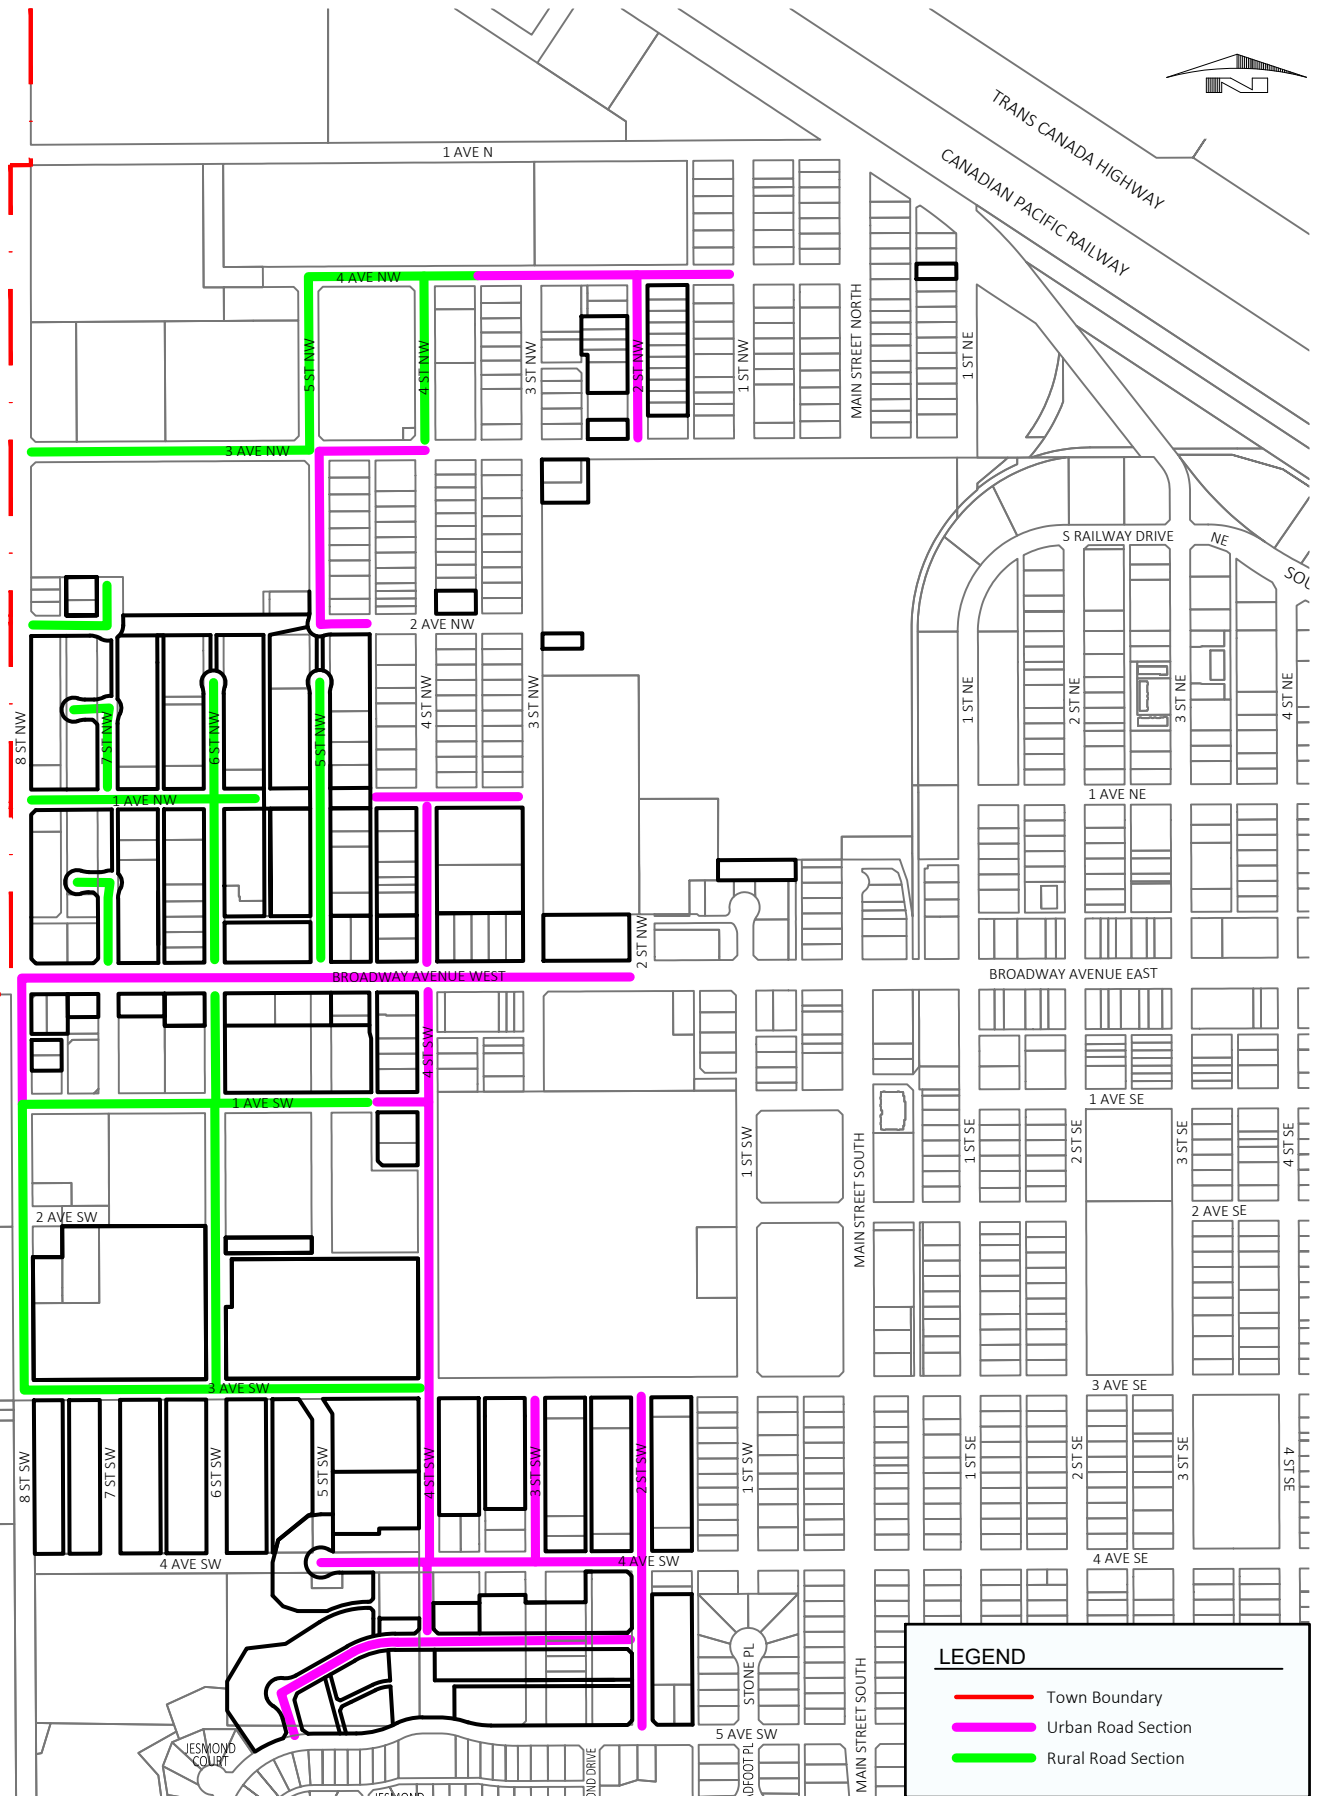 TRANS CANADA HIGHWAY
CANADIAN PACIFIC RAILWAY
N
1 AVE N
4 AVE NW
5 ST NW
4 ST NW
3 ST NW
2 ST NW
1 ST NW
MAIN STREET NORTH
1 ST NE
3 AVE NW
S RAILWAY DRIVE
NE
SOU
2 AVE NW
8 ST NW
7 ST NW
6 ST NW
5 ST NW
4 ST NW
3 ST NW
1 ST NE
2 ST NE
3 ST NE
4 ST NE
1 AVE NW
1 AVE NE
2 ST NW
BROADWAY AVENUE WEST
BROADWAY AVENUE EAST
4 ST SW
1 AVE SW
1 AVE SE
1 ST SW
MAIN STREET SOUTH
1 ST SE
2 ST SE
3 ST SE
4 ST SE
2 AVE SW
2 AVE SE
3 AVE SW
3 AVE SE
8 ST SW
7 ST SW
6 ST SW
5 ST SW
4 ST SW
3 ST SW
2 ST SW
1 ST SW
1 ST SE
2 ST SE
3 ST SE
4 ST SE
4 AVE SW
4 AVE SW
4 AVE SE
STONE PL
MAIN STREET SOUTH
5 AVE SW
JESMOND
COURT
OND DRIVE
ADFOOT PL
LEGEND
Town Boundary
Urban Road Section
Rural Road Section